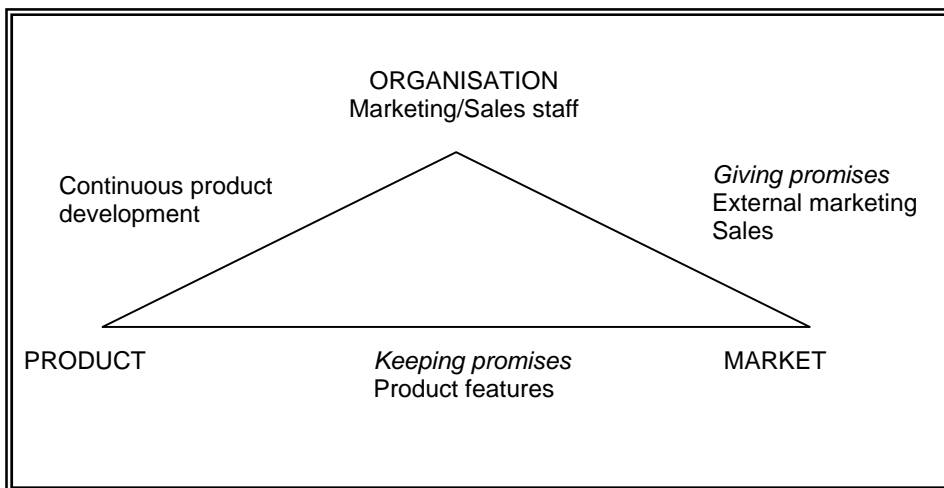 ORGANISATION
Marketing/Sales staff
Continuous product
development
Giving promises
External marketing
Sales
PRODUCT
Keeping promises
Product features
MARKET